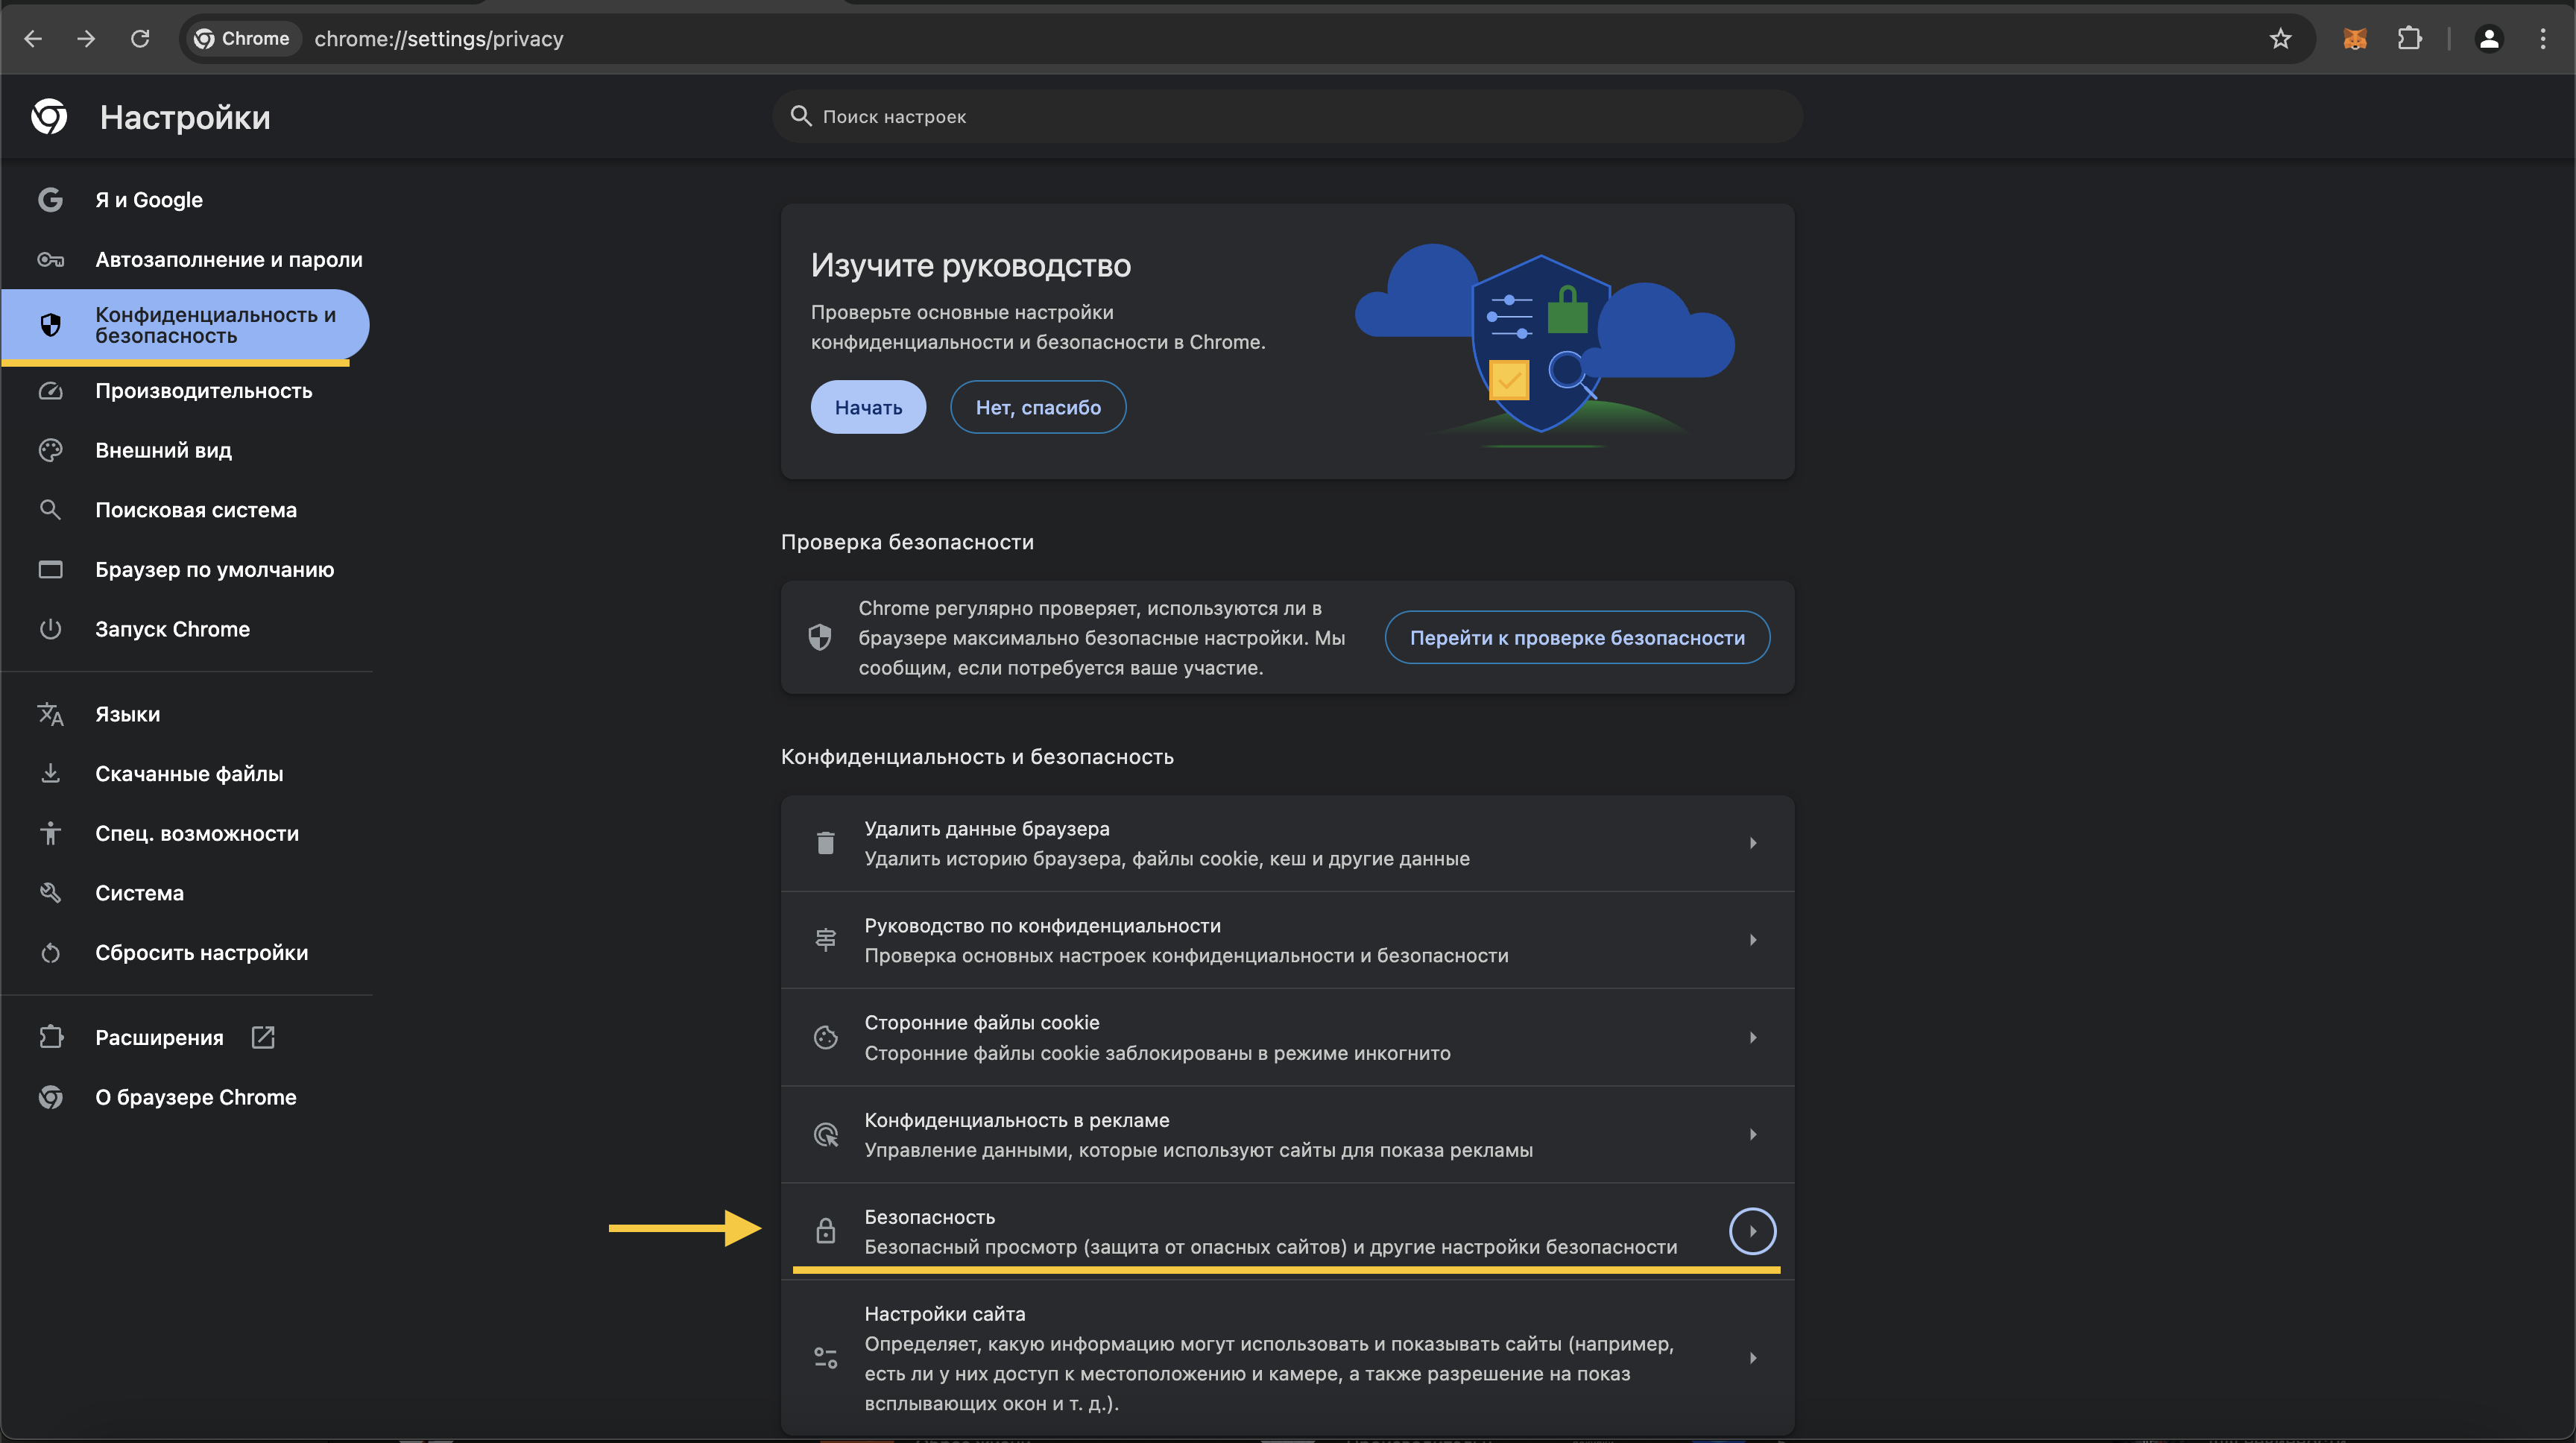 Chrome
chrome://settings/privacy
Настройки
Поиск настроек
Я и Google
Автозаполнение и пароли
Конфиденциальность и
безопасность
Производительность
Внешний вид
Поисковая система
Браузер по умолчанию
Запуск Chrome
Языки
Скачанные файлы
Спец. возможности
Система
Сбросить настройки
Расширения
О браузере Chrome
Изучите руководство
Проверьте основные настройки
конфиденциальности и безопасности в Chrome.
Начать
Нет, спасибо
Проверка безопасности
Chrome регулярно проверяет, используются ли в
браузере максимально безопасные настройки. Мы
сообщим, если потребуется ваше участие.
Перейти к проверке безопасности
Конфиденциальность и безопасность
Удалить данные браузера
Удалить историю браузера, файлы cookie, кеш и другие данные
Руководство по конфиденциальности
Проверка основных настроек конфиденциальности и безопасности
Сторонние файлы cookie
Сторонние файлы cookie заблокированы в режиме инкогнито
Конфиденциальность в рекламе
Управление данными, которые используют сайты для показа рекламы
Безопасность
Безопасный просмотр (защита от опасных сайтов) и другие настройки безопасности
Настройки сайта
Определяет, какую информацию могут использовать и показывать сайты (например,
есть ли у них доступ к местоположению и камере, а также разрешение на показ
всплывающих окон и т. д.).